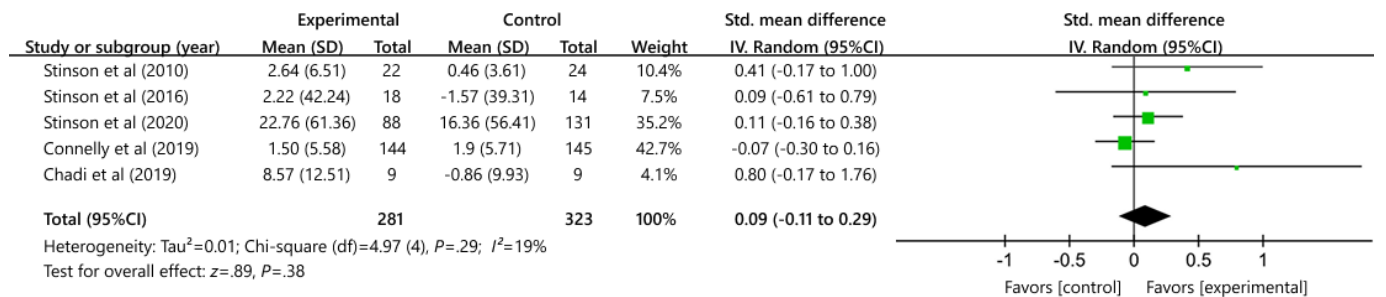 Experimental Control Std. mean difference Std. mean difference
Study or subgroup (year) Mean (SD) Total Mean (SD) Total Weight IV. Random (95%CI) IV. Random (95%CI)
Stinson et al (2010) 2.64 (6.51) 22 0.46 (3.61) 24 10.4% 0.41 (-0.17 to 1.00)
Stinson et al (2016) 2.22 (42.24) 18 -1.57 (39.31) 14 7.5% 0.09 (-0.61 to 0.79)
Stinson et al (2020) 22.76 (61.36) 88 16.36 (56.41) 131 35.2% 0.11 (-0.16 to 0.38)
Connelly et al (2019) 1.50 (5.58) 144 1.9 (5.71) 145 42.7% -0.07 (-0.30 to 0.16)
Chadi et al (2019) 8.57 (12.51) 9 -0.86 (9.93) 9 4.1% 0.80 (-0.17 to 1.76)
Total (95%CI) 281 323 100% 0.09 (-0.11 to 0.29)
Heterogeneity: Tau²=0.01; Chi-square (df)=4.97 (4), P=.29; I²=19%
Test for overall effect: z=.89, P=.38
-1 -0.5 0 0.5 1
Favors [control] Favors [experimental]